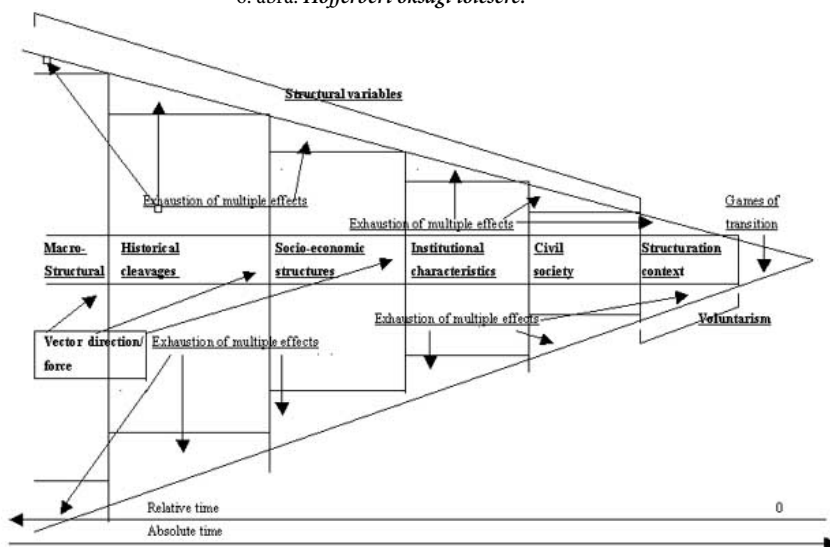 6. ábra. Hofferbert oksági tölcsére.
Structural variables
Exhaustion of multiple effects
Exhaustion of multiple effects
Games of
transition
Macro-
Structural
Historical
cleavages
Socio-economic
structures
Institutional
characteristics
Civil
society
Structuration
context
Vector direction/
force
Exhaustion of multiple effects
Exhaustion of multiple effects
Voluntarism
Relative time
0
Absolute time